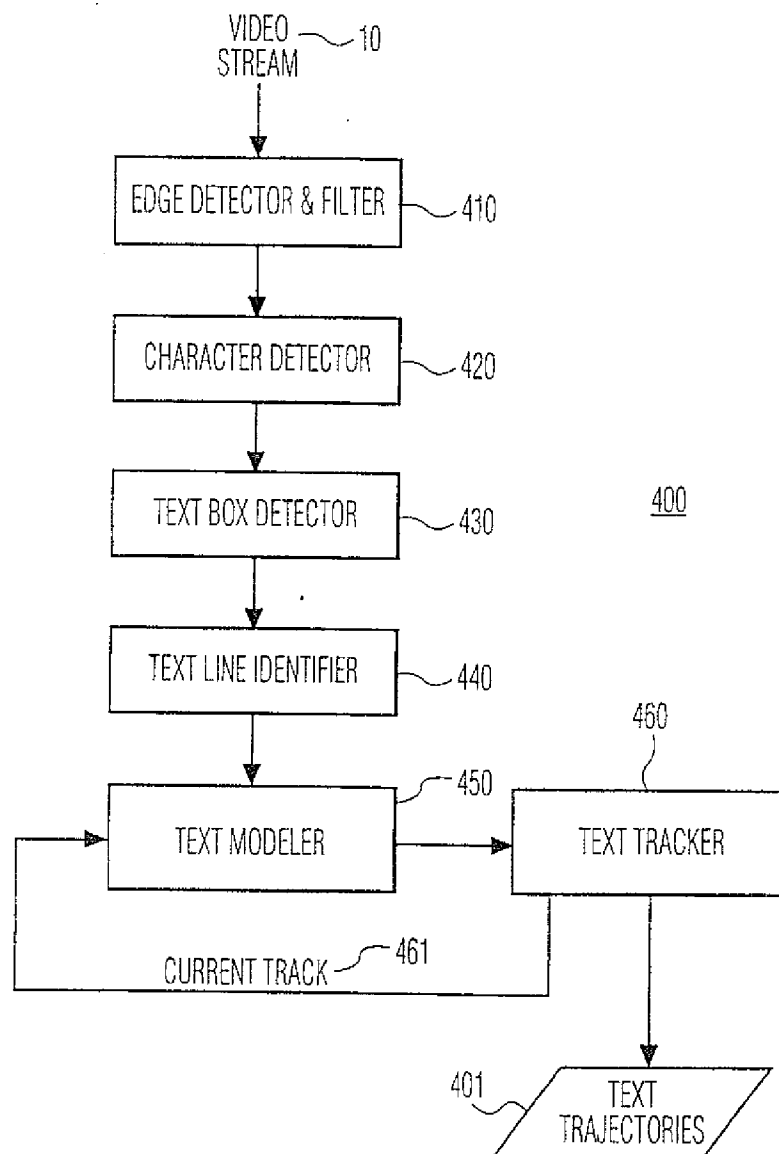 VIDEO
STREAM
10
EDGE DETECTOR & FILTER
410
CHARACTER DETECTOR
420
TEXT BOX DETECTOR
430
400
TEXT LINE IDENTIFIER
440
460
450
TEXT MODELER
TEXT TRACKER
CURRENT TRACK
461
401
TEXT
TRAJECTORIES